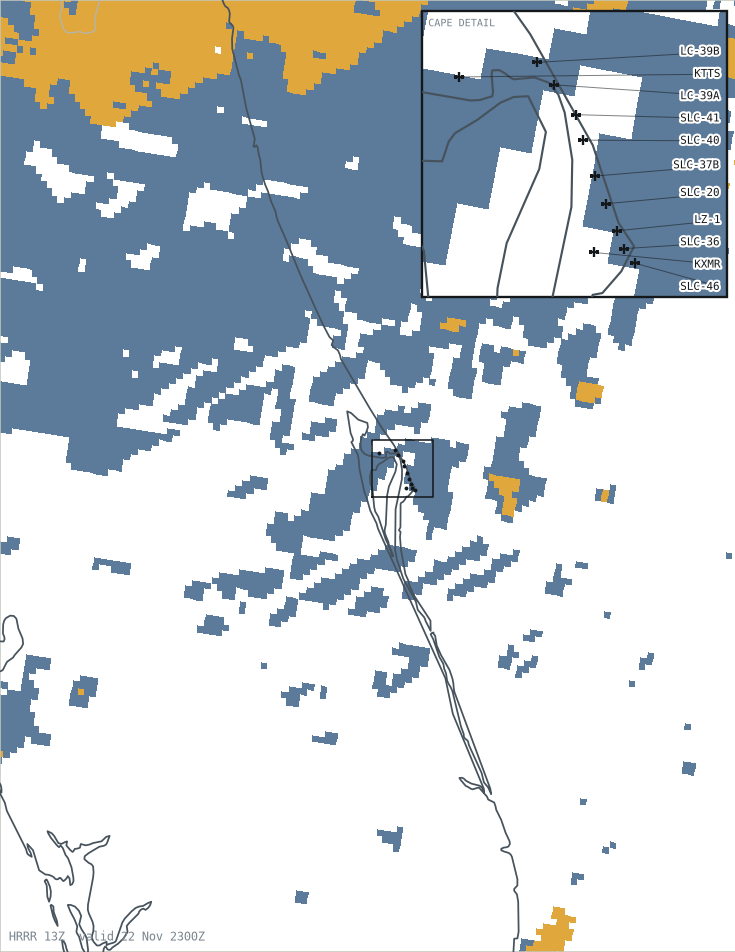 CAPE DETAIL
LC-39B
KTTS
LC-39A
SLC-41
SLC-40
SLC-37B
SLC-20
LZ-1
SLC-36
KXMR
SLC-46
HRRR 13Z valid 22 Nov 2300Z